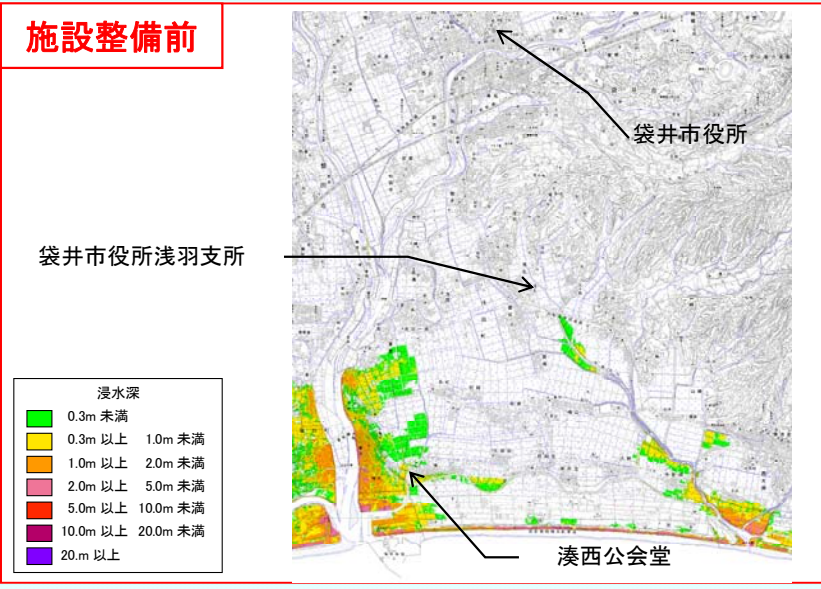 施設整備前
袋井市役所
袋井市役所浅羽支所
浸水深
0.3m 未満
0.3m 以上 1.0m 未満
1.0m 以上 2.0m 未満
2.0m 以上 5.0m 未満
5.0m 以上 10.0m 未満
10.0m 以上 20.0m 未満
20.m 以上
湊西公会堂